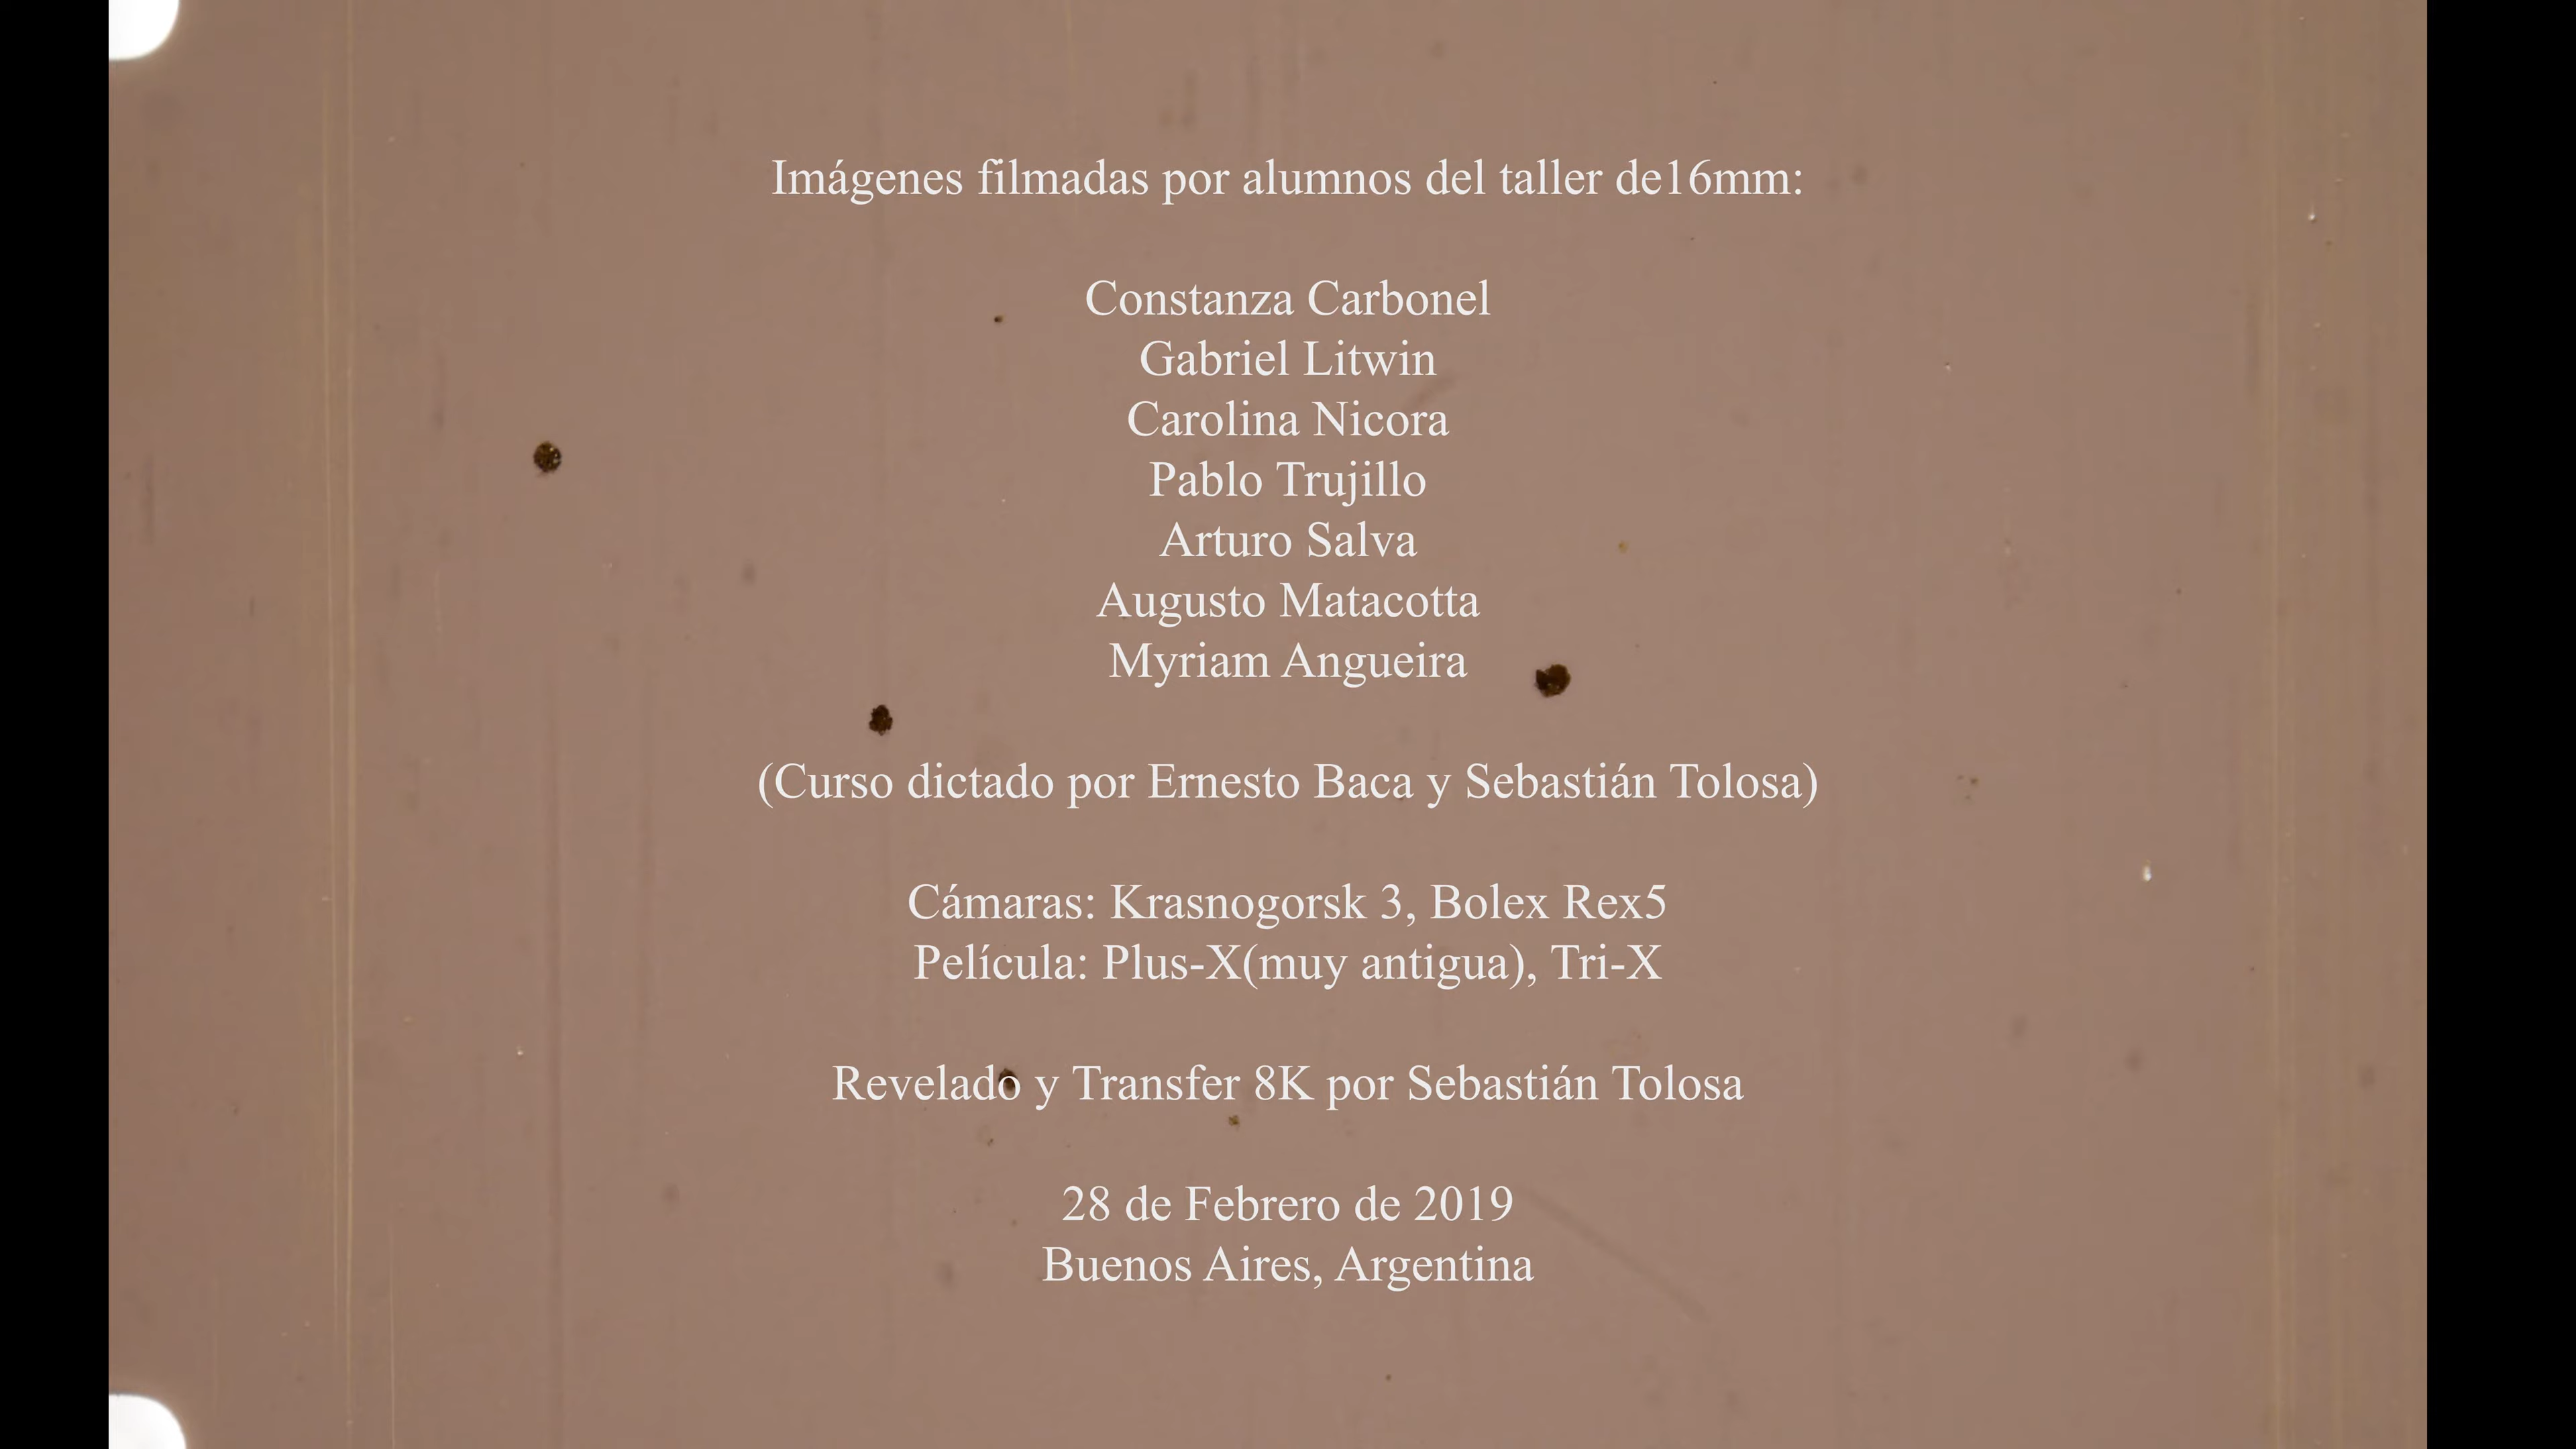 Imágenes filmadas por alumnos del taller de16mm:
Constanza Carbonel
Gabriel Litwin
Carolina Nicora
Pablo Trujillo
Arturo Salva
Augusto Matacotta
Myriam Angueira
(Curso dictado por Ernesto Baca y Sebastián Tolosa)
Cámaras: Krasnogorsk 3, Bolex Rex5
Película: Plus-X(muy antigua), Tri-X
Revelado y Transfer 8K por Sebastián Tolosa
28 de Febrero de 2019
Buenos Aires, Argentina